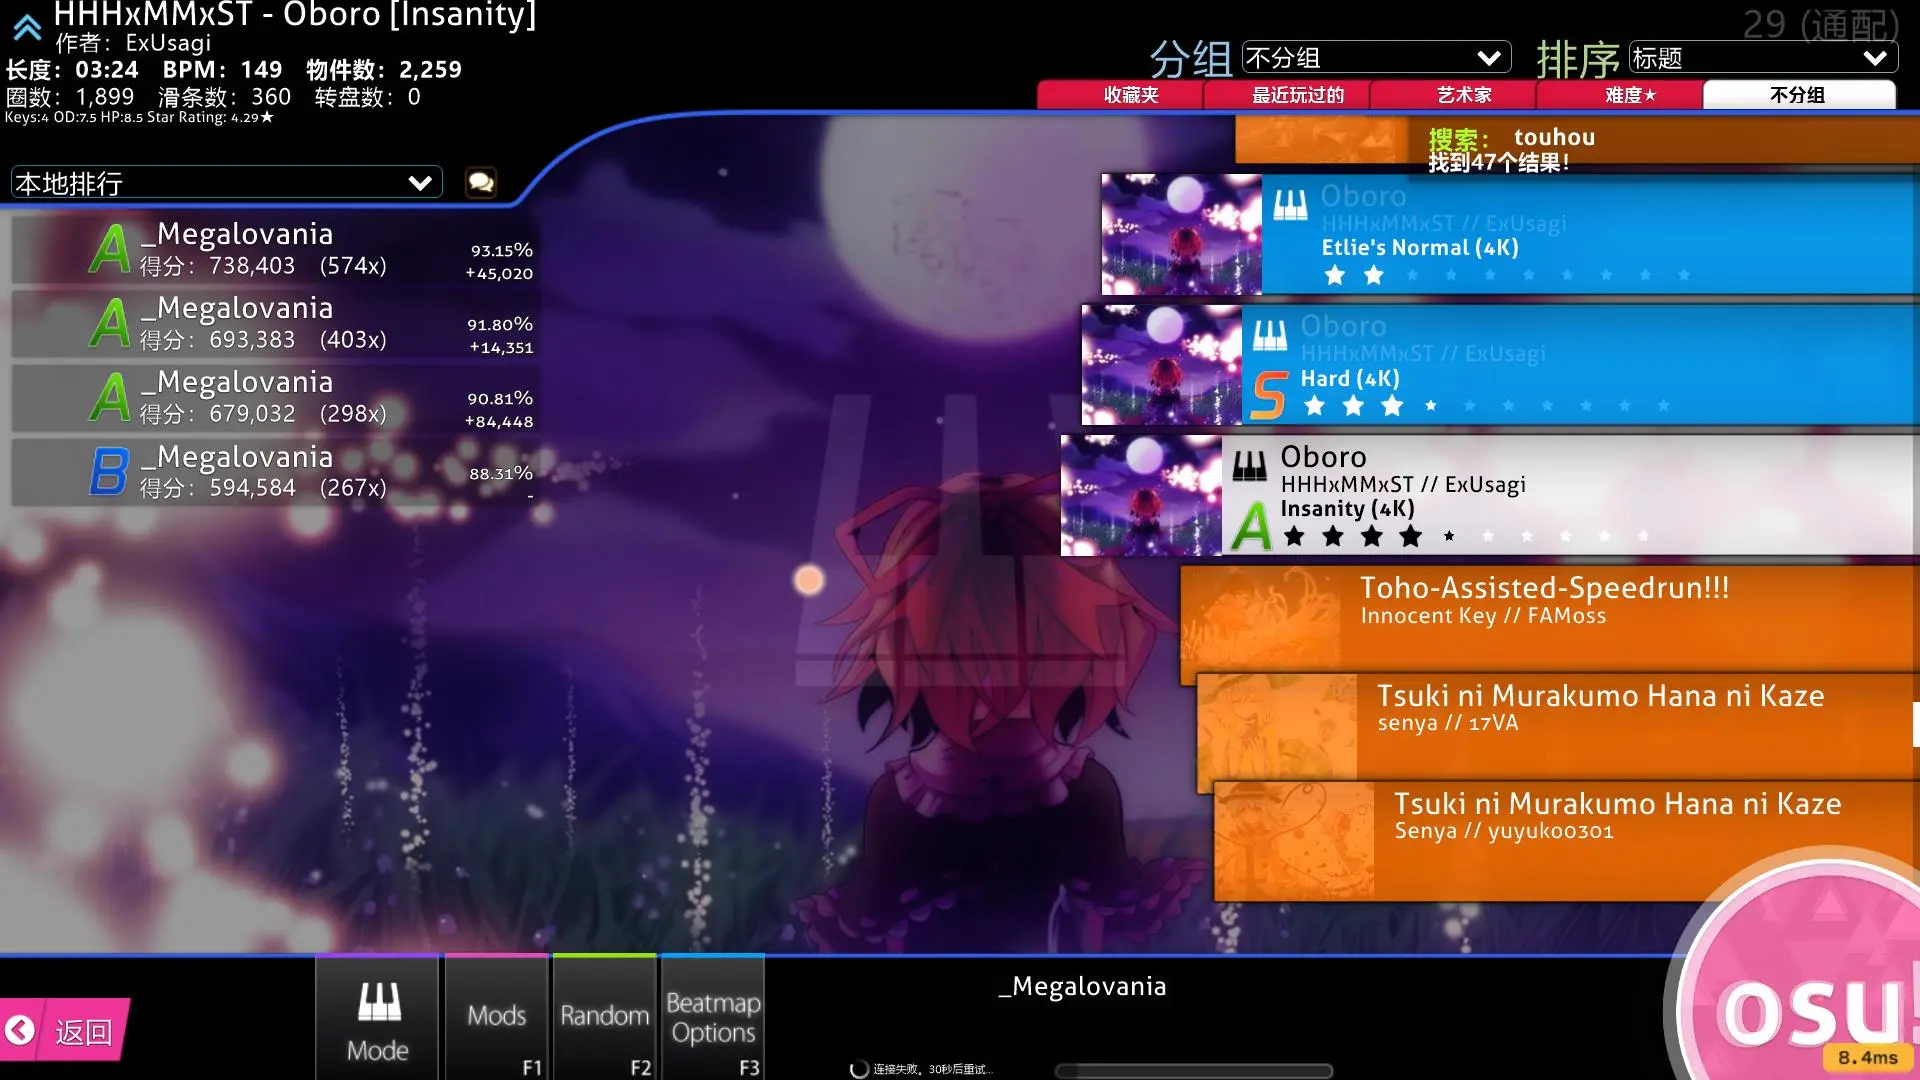 HHHxMMxST - Oboro [Insanity]
作者：ExUsagi
长度：03:24 BPM：149 物件数：2,259
圈数：1,899 滑条数：360 转盘数：0
Keys:4 OD:7.5 HP:8.5 Star Rating: 4.29★
29 (通配)
分组 不分组 排序 标题
收藏夹 最近玩过的 艺术家 难度★ 不分组
本地排行
搜索： touhou
找到47个结果!
_Megalovania
得分：738,403 (574x)
93.15%
+45,020
_Megalovania
得分：693,383 (403x)
91.80%
+14,351
_Megalovania
得分：679,032 (298x)
90.81%
+84,448
_Megalovania
得分：594,584 (267x)
88.31%
-
A
A
A
B
Oboro
HHHxMMxST // ExUsagi
Etlie's Normal (4K)
Oboro
HHHxMMxST // ExUsagi
S
Hard (4K)
Oboro
HHHxMMxST // ExUsagi
A
Insanity (4K)
Toho-Assisted-Speedrun!!!
Innocent Key // FAMoss
Tsuki ni Murakumo Hana ni Kaze
senya // 17VA
Tsuki ni Murakumo Hana ni Kaze
Senya // yuyuko0301
返回
Mode
Mods
F1
Random
F2
Beatmap
Options
F3
_Megalovania
连接失败，30秒后重试...
osu!
8.4ms